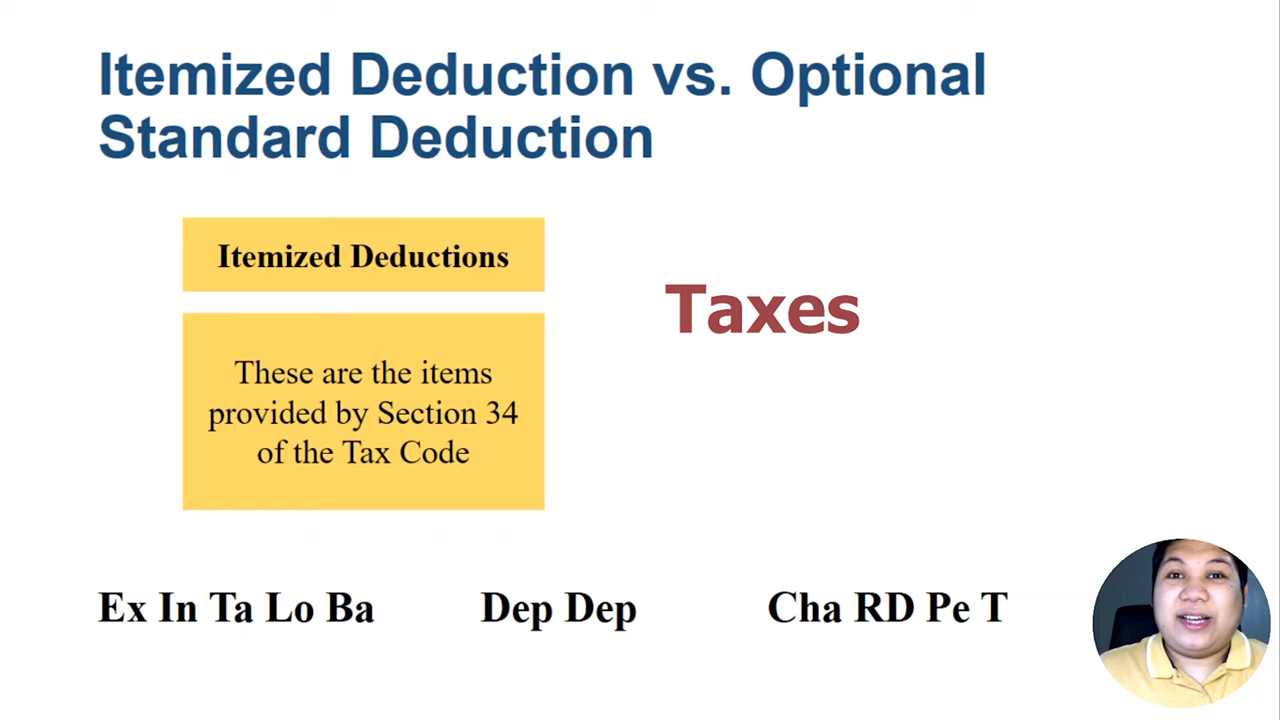 Itemized Deduction vs. Optional
Standard Deduction
Itemized Deductions
Taxes
These are the items
provided by Section 34
of the Tax Code
Ex In Ta Lo Ba
Dep Dep
Cha RD Pe T